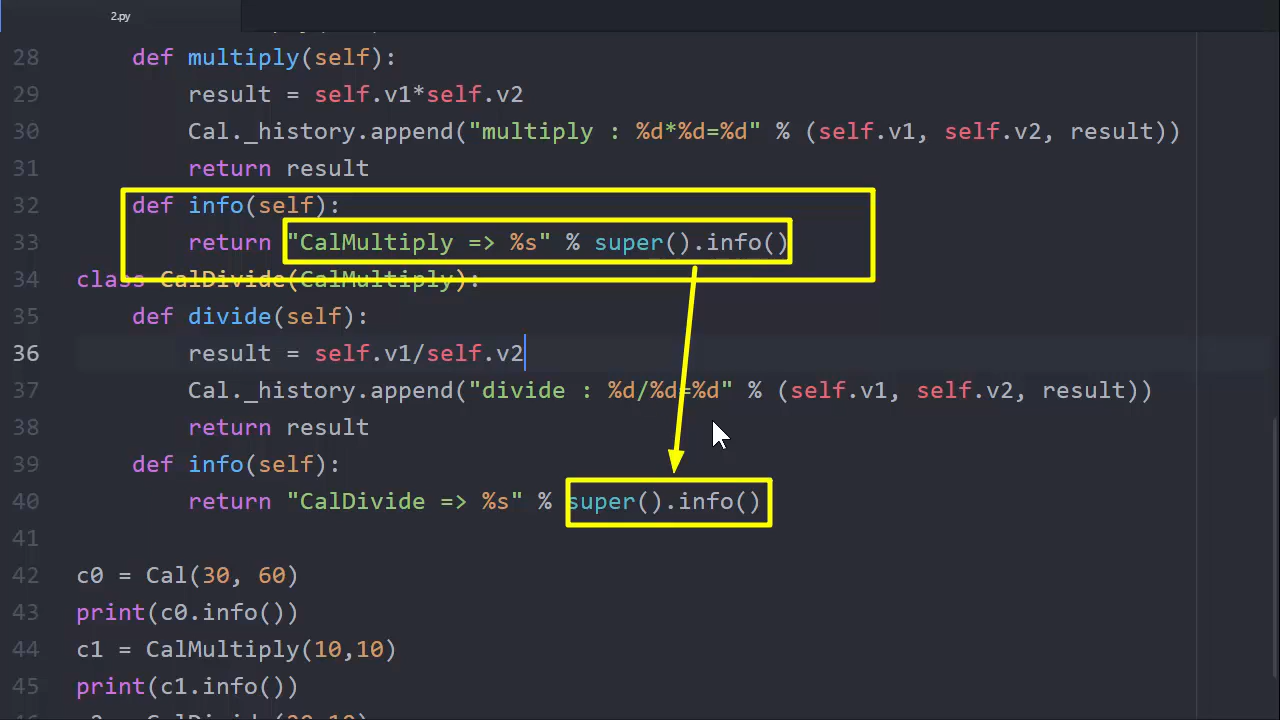 2.py
28 def multiply(self):
29 result = self.v1*self.v2
30 Cal._history.append("multiply : %d*%d=%d" % (self.v1, self.v2, result))
31 return result
32 def info(self):
33 return "CalMultiply => %s" % super().info()
34 class CalDivide(CalMultiply):
35 def divide(self):
36 result = self.v1/self.v2
37 Cal._history.append("divide : %d/%d=%d" % (self.v1, self.v2, result))
38 return result
39 def info(self):
40 return "CalDivide => %s" % super().info()
41
42 c0 = Cal(30, 60)
43 print(c0.info())
44 c1 = CalMultiply(10,10)
45 print(c1.info())